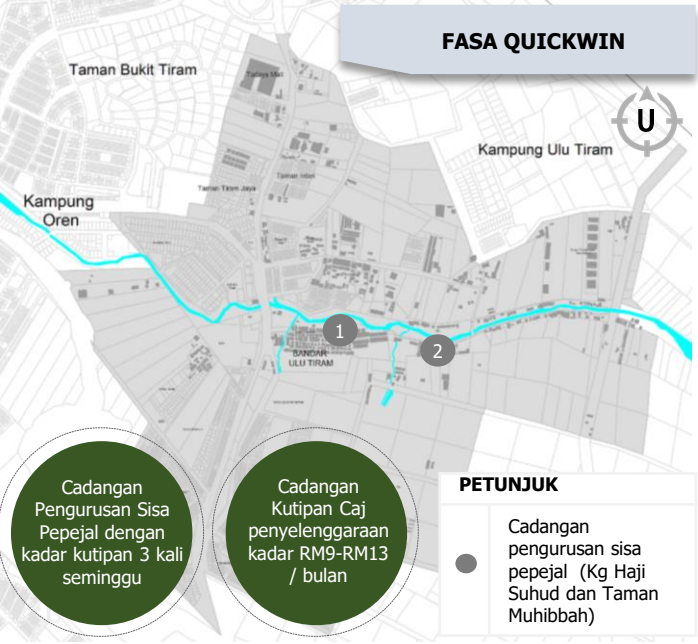 FASA QUICKWIN
Taman Bukit Tiram
U
Kampung Ulu Tiram
Taman Tiram Jaya
Kampung
Oren
1
2
BANDAR
ULU TIRAM
Cadangan
Pengurusan Sisa
Pepejal dengan
kadar kutipan 3 kali
seminggu
Cadangan
Kutipan Caj
penyelenggaraan
kadar RM9-RM13
/ bulan
PETUNJUK
Cadangan
pengurusan sisa
pepejal (Kg Haji
Suhud dan Taman
Muhibbah)